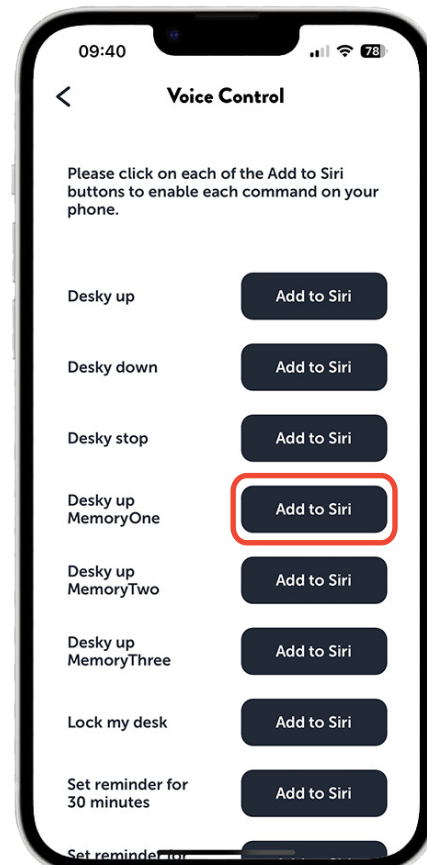 09:40
78
Voice Control
Please click on each of the Add to Siri
buttons to enable each command on your
phone.
Desky up
Add to Siri
Desky down
Add to Siri
Desky stop
Add to Siri
Desky up
MemoryOne
Add to Siri
Desky up
MemoryTwo
Add to Siri
Desky up
MemoryThree
Add to Siri
Lock my desk
Add to Siri
Set reminder for
30 minutes
Add to Siri
Set reminder for